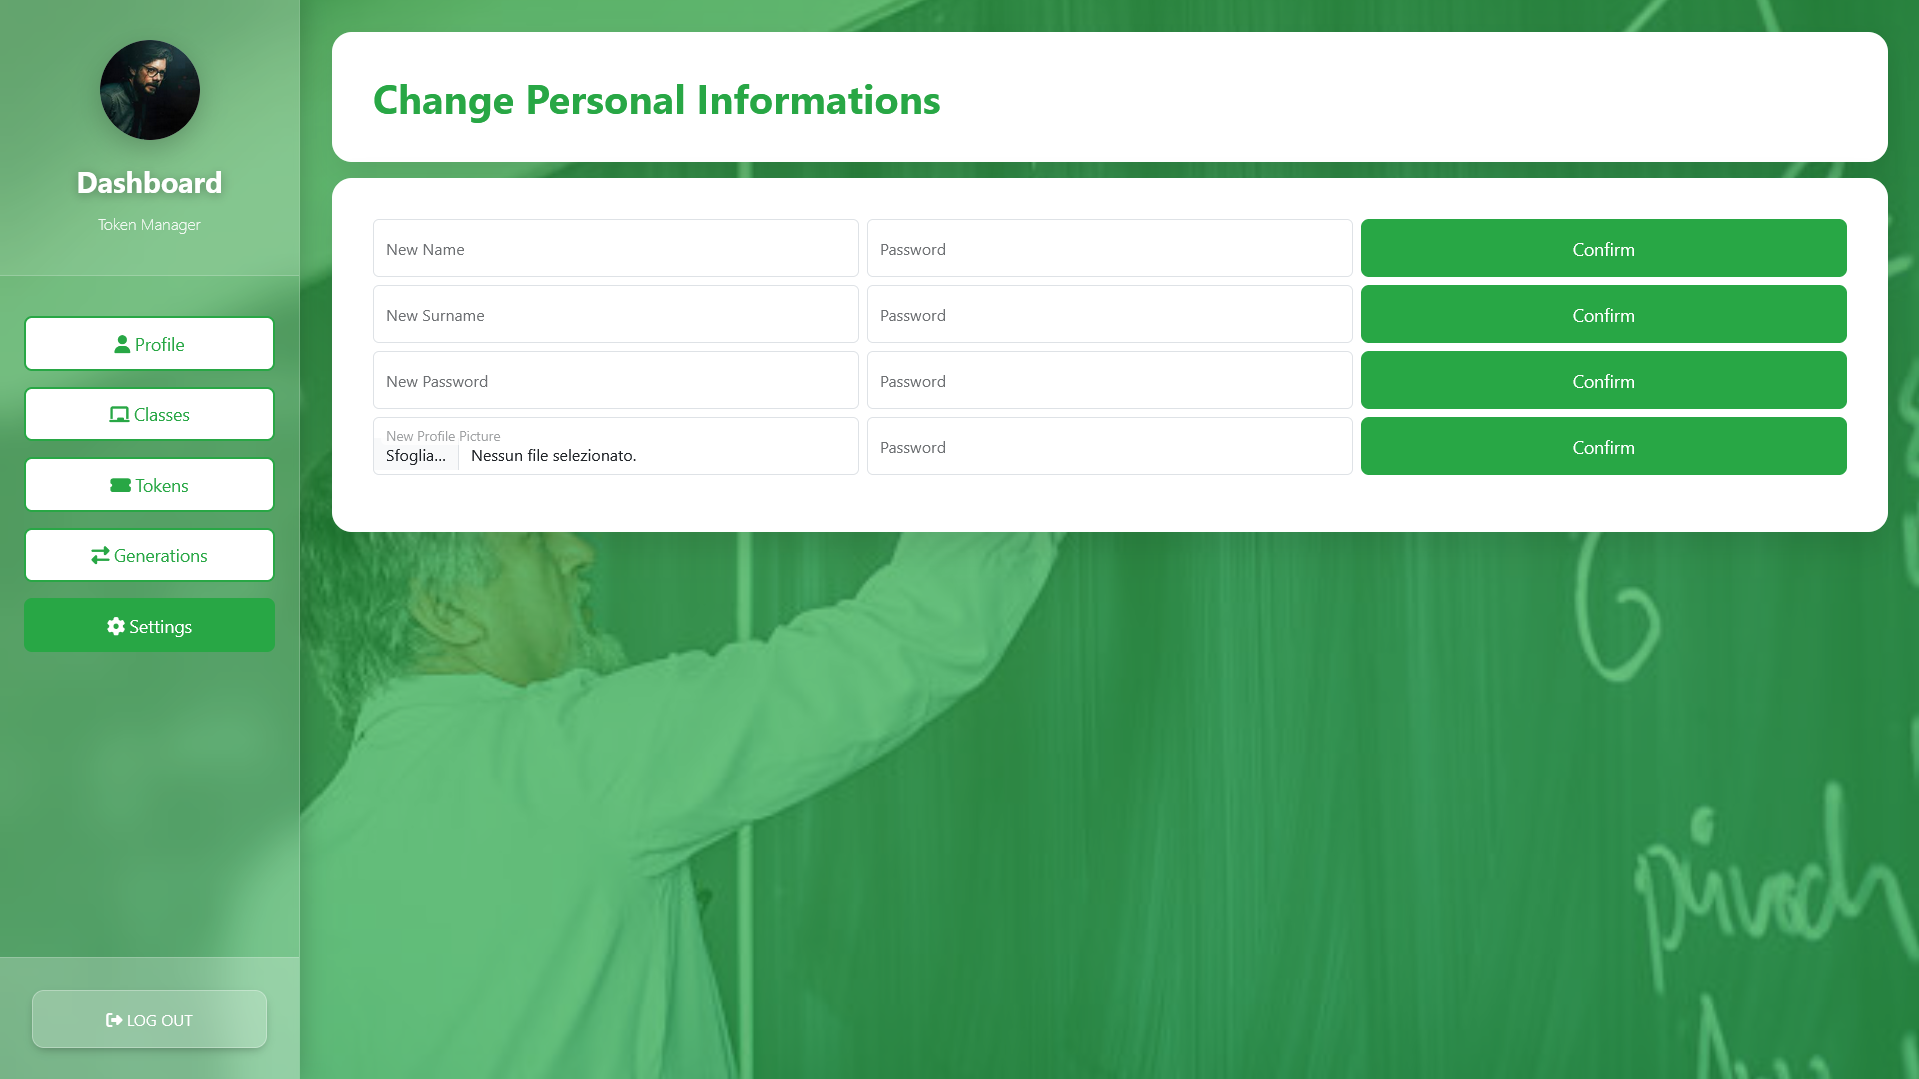 Dashboard
Token Manager
Profile
Classes
Tokens
Generations
Settings
LOG OUT
Change Personal Informations
New Name
Password
Confirm
New Surname
Password
Confirm
New Password
Password
Confirm
New Profile Picture
Sfoglia... Nessun file selezionato.
Password
Confirm